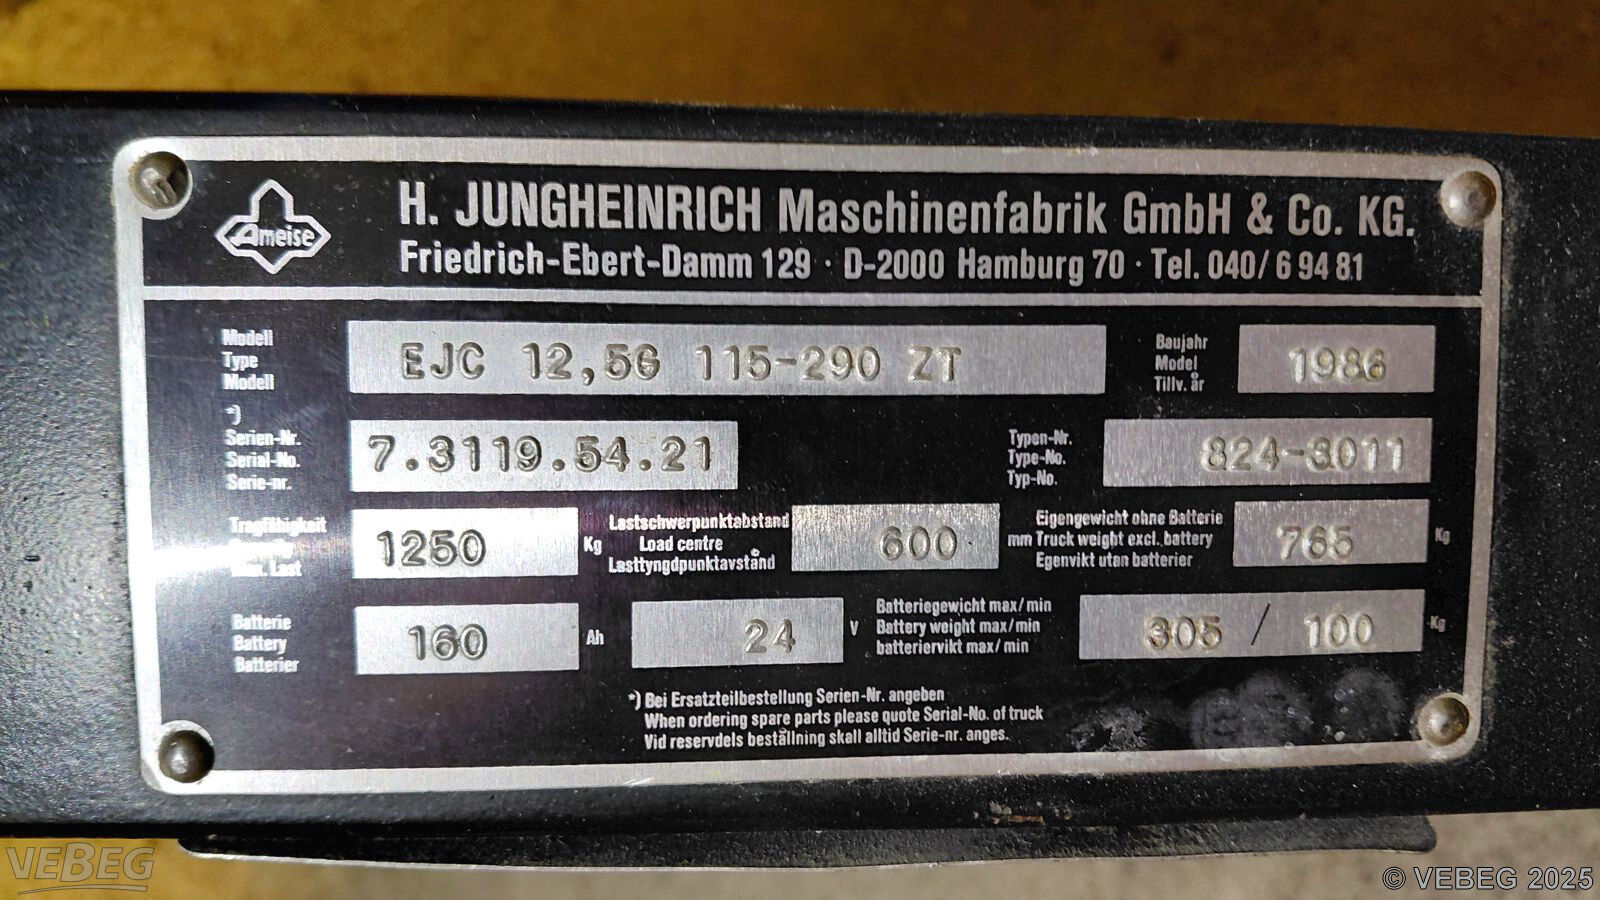 Ameise
H. JUNGHEINRICH Maschinenfabrik GmbH & Co. KG.
Friedrich-Ebert-Damm 129 · D-2000 Hamburg 70 · Tel. 040/ 6 94 81
Modell
Type
Modell
EJC 12,5G 115-290 ZT
Baujahr
Model
Tillv. år
1986
*)
Serien-Nr.
Serial-No.
Serie-nr.
7.3119.54.21
Typen-Nr.
Type-No.
Typ-No.
824-3011
Tragfähigkeit
Max. Last
1250
Kg
Lastschwerpunktabstand
Load centre
Lasttyngdpunktavstånd
600
mm
Eigengewicht ohne Batterie
Truck weight excl. battery
Egenvikt utan batterier
765
Kg
Batterie
Battery
Batterier
160
Ah
24
V
Batteriegewicht max/min
Battery weight max/min
batteriervikt max/min
305 / 100
Kg
*) Bei Ersatzteilbestellung Serien-Nr. angeben
When ordering spare parts please quote Serial-No. of truck
Vid reservdels beställning skall alltid Serie-nr. anges.
VEBEG
© VEBEG 2025